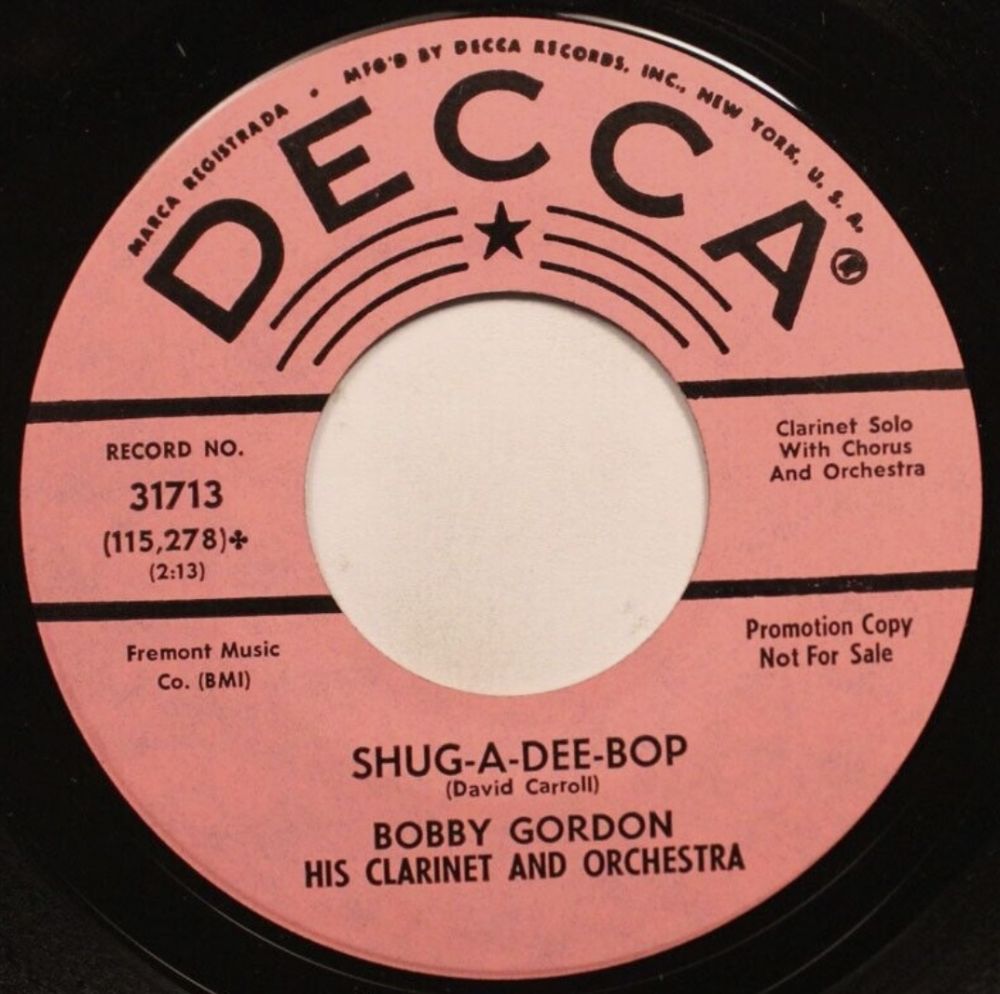 MARCA REGISTRADA • MFG'D BY DECCA RECORDS, INC., NEW YORK, U. S. A.
DECCA
RECORD NO.
31713
(115,278)✤
(2:13)
Clarinet Solo
With Chorus
And Orchestra
Fremont Music
Co. (BMI)
Promotion Copy
Not For Sale
SHUG-A-DEE-BOP
(David Carroll)
BOBBY GORDON
HIS CLARINET AND ORCHESTRA